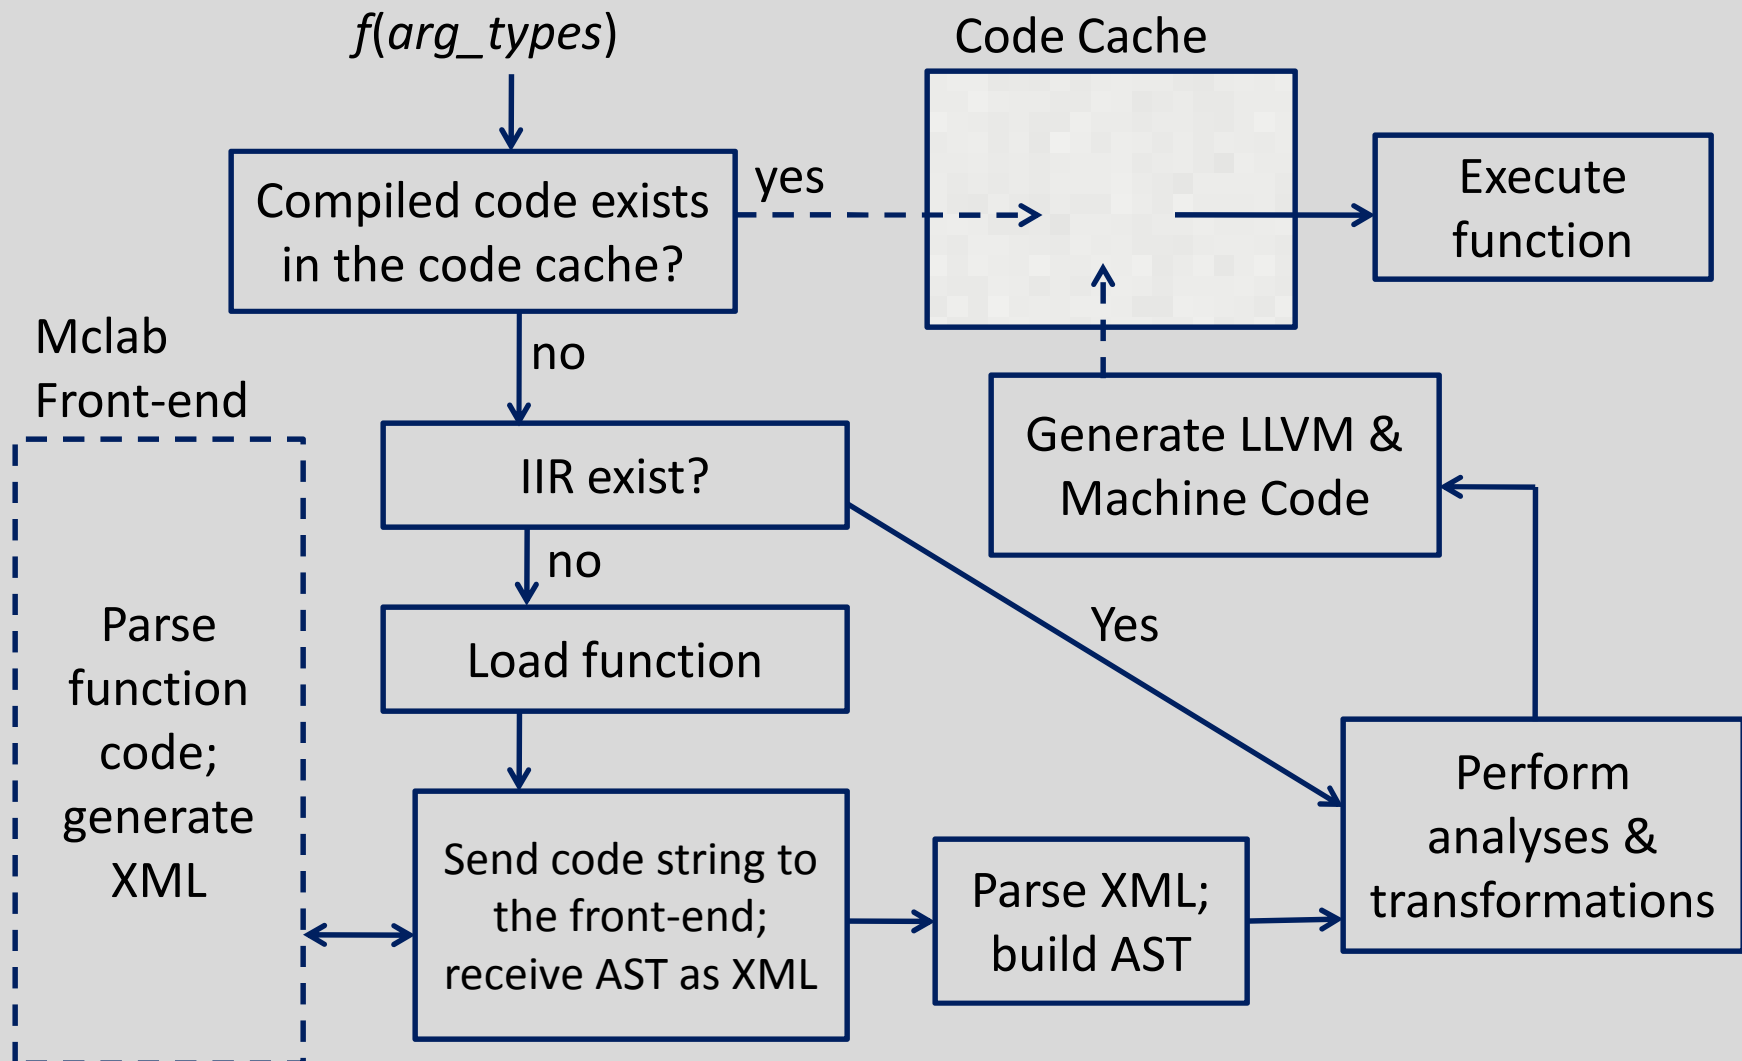 f(arg_types)
Code Cache
Compiled code exists
in the code cache?
yes
Execute
function
no
Mclab
Front-end
IIR exist?
Generate LLVM &
Machine Code
no
Parse
function
code;
generate
XML
Load function
Yes
Send code string to
the front-end;
receive AST as XML
Parse XML;
build AST
Perform
analyses &
transformations